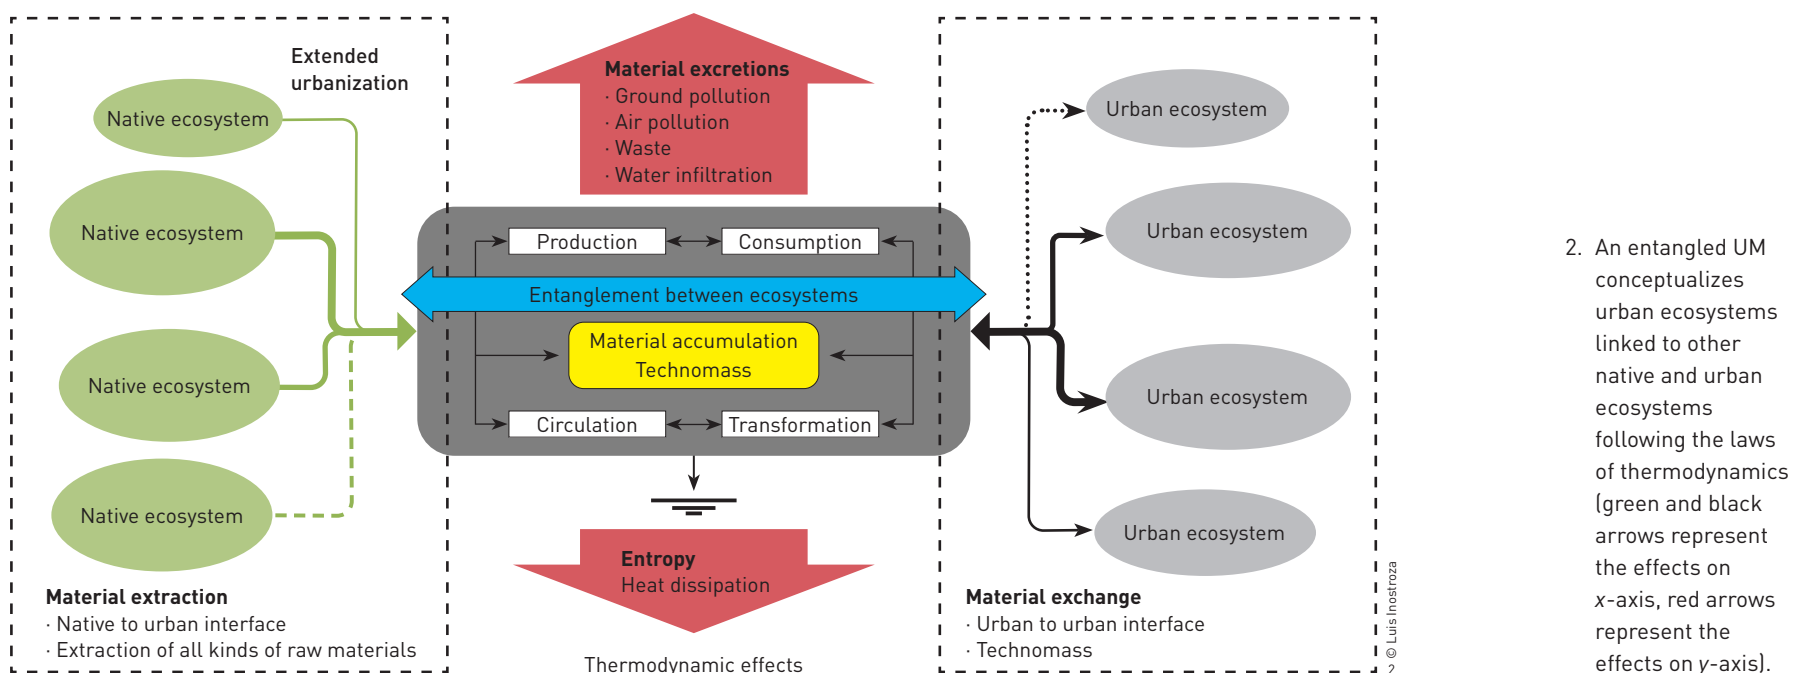 Extended
urbanization
Native ecosystem
Native ecosystem
Native ecosystem
Native ecosystem
Material extraction
· Native to urban interface
· Extraction of all kinds of raw materials
Material excretions
· Ground pollution
· Air pollution
· Waste
· Water infiltration
Production
Consumption
Entanglement between ecosystems
Material accumulation
Technomass
Circulation
Transformation
Entropy
Heat dissipation
Thermodynamic effects
Urban ecosystem
Urban ecosystem
Urban ecosystem
Urban ecosystem
Material exchange
· Urban to urban interface
· Technomass
2 © Luis Inostroza
2. An entangled UM
conceptualizes
urban ecosystems
linked to other
native and urban
ecosystems
following the laws
of thermodynamics
(green and black
arrows represent
the effects on
x-axis, red arrows
represent the
effects on y-axis).